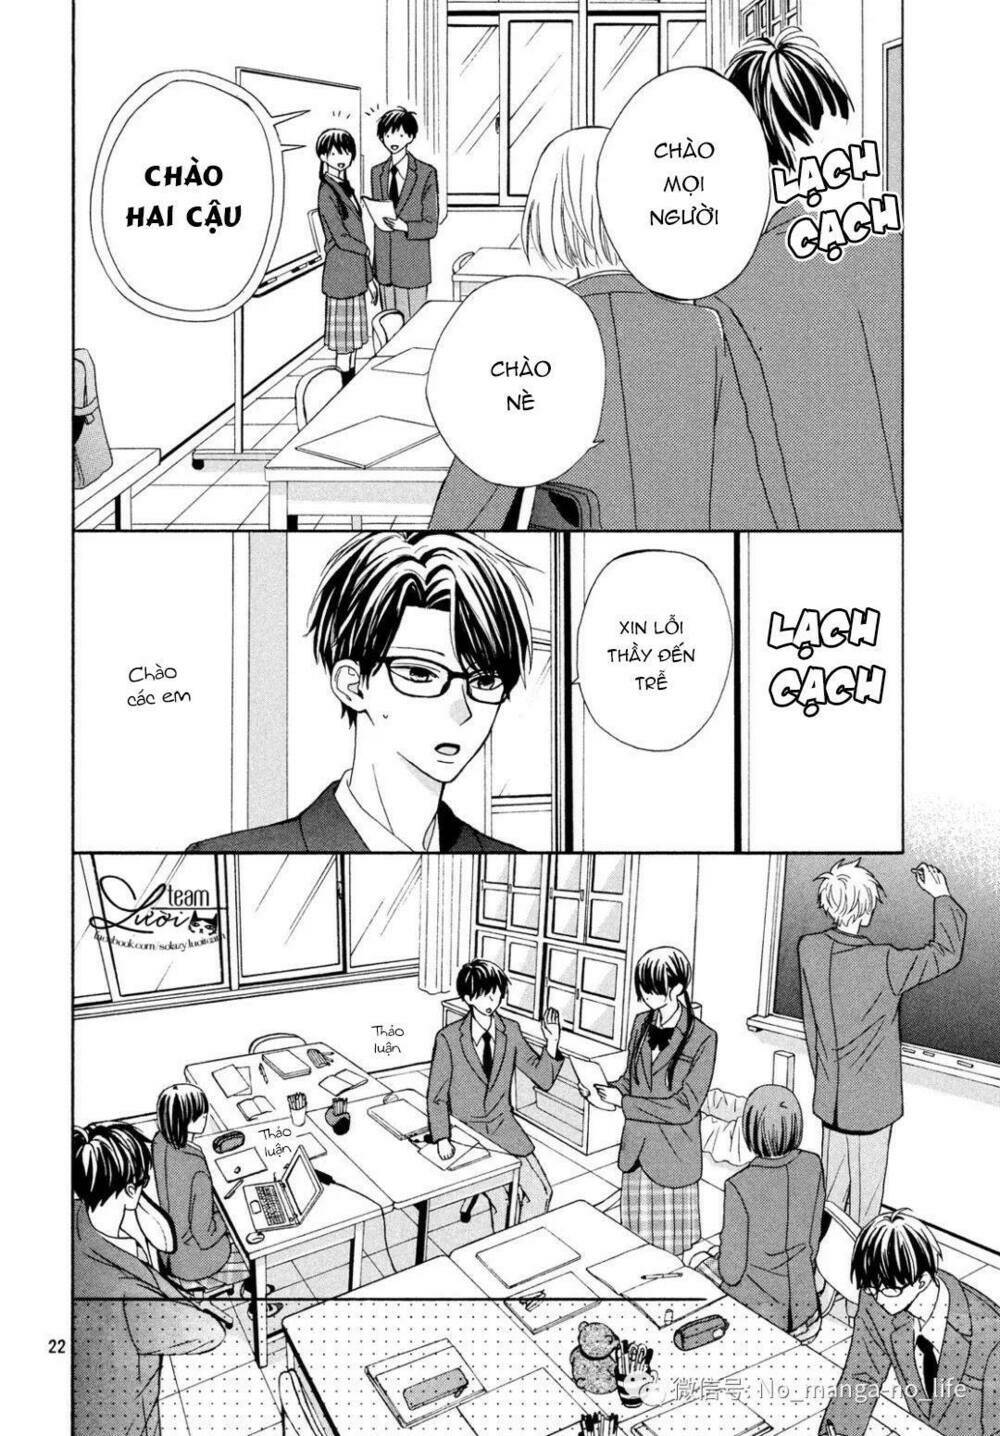 CHÀO
MỌI
NGƯỜI
LẠCH
CẠCH
CHÀO
HAI CẬU
CHÀO
NÈ
LẠCH
CẠCH
XIN LỖI
THẦY ĐẾN
TRỄ
Chào
các em
team
Lười
Thảo
luận
Thảo
luận
22
微信号: No_manga-no_life